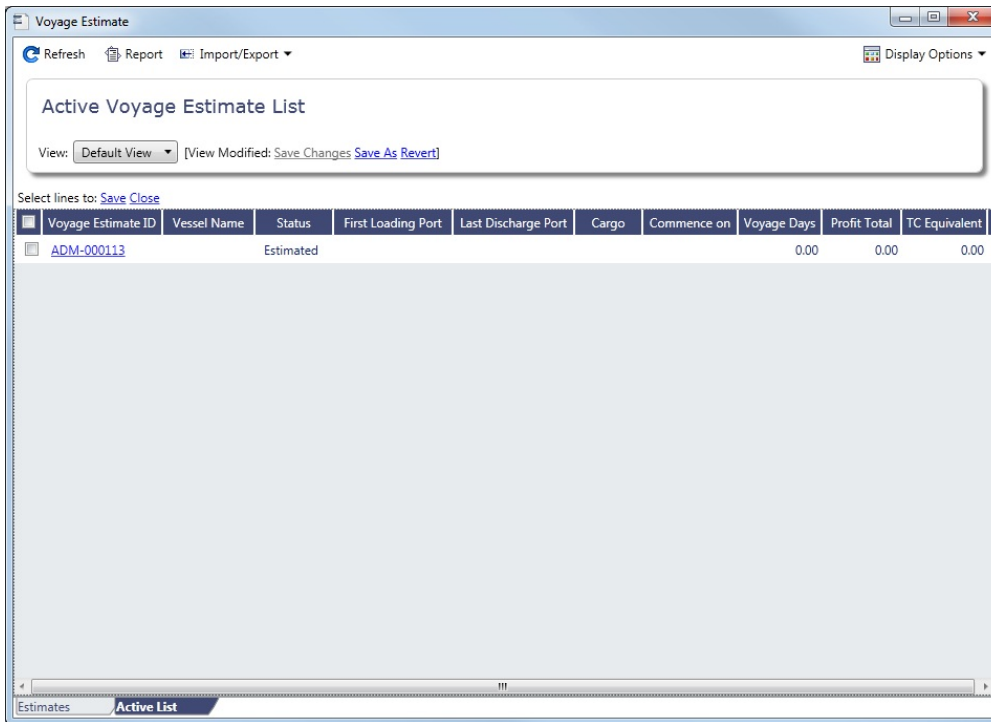 Voyage Estimate
Refresh Report Import/Export Display Options
Active Voyage Estimate List
View: Default View [View Modified: Save Changes Save As Revert]
Select lines to: Save Close
Voyage Estimate ID Vessel Name Status First Loading Port Last Discharge Port Cargo Commence on Voyage Days Profit Total TC Equivalent
ADM-000113 Estimated 0.00 0.00 0.00
Estimates Active List